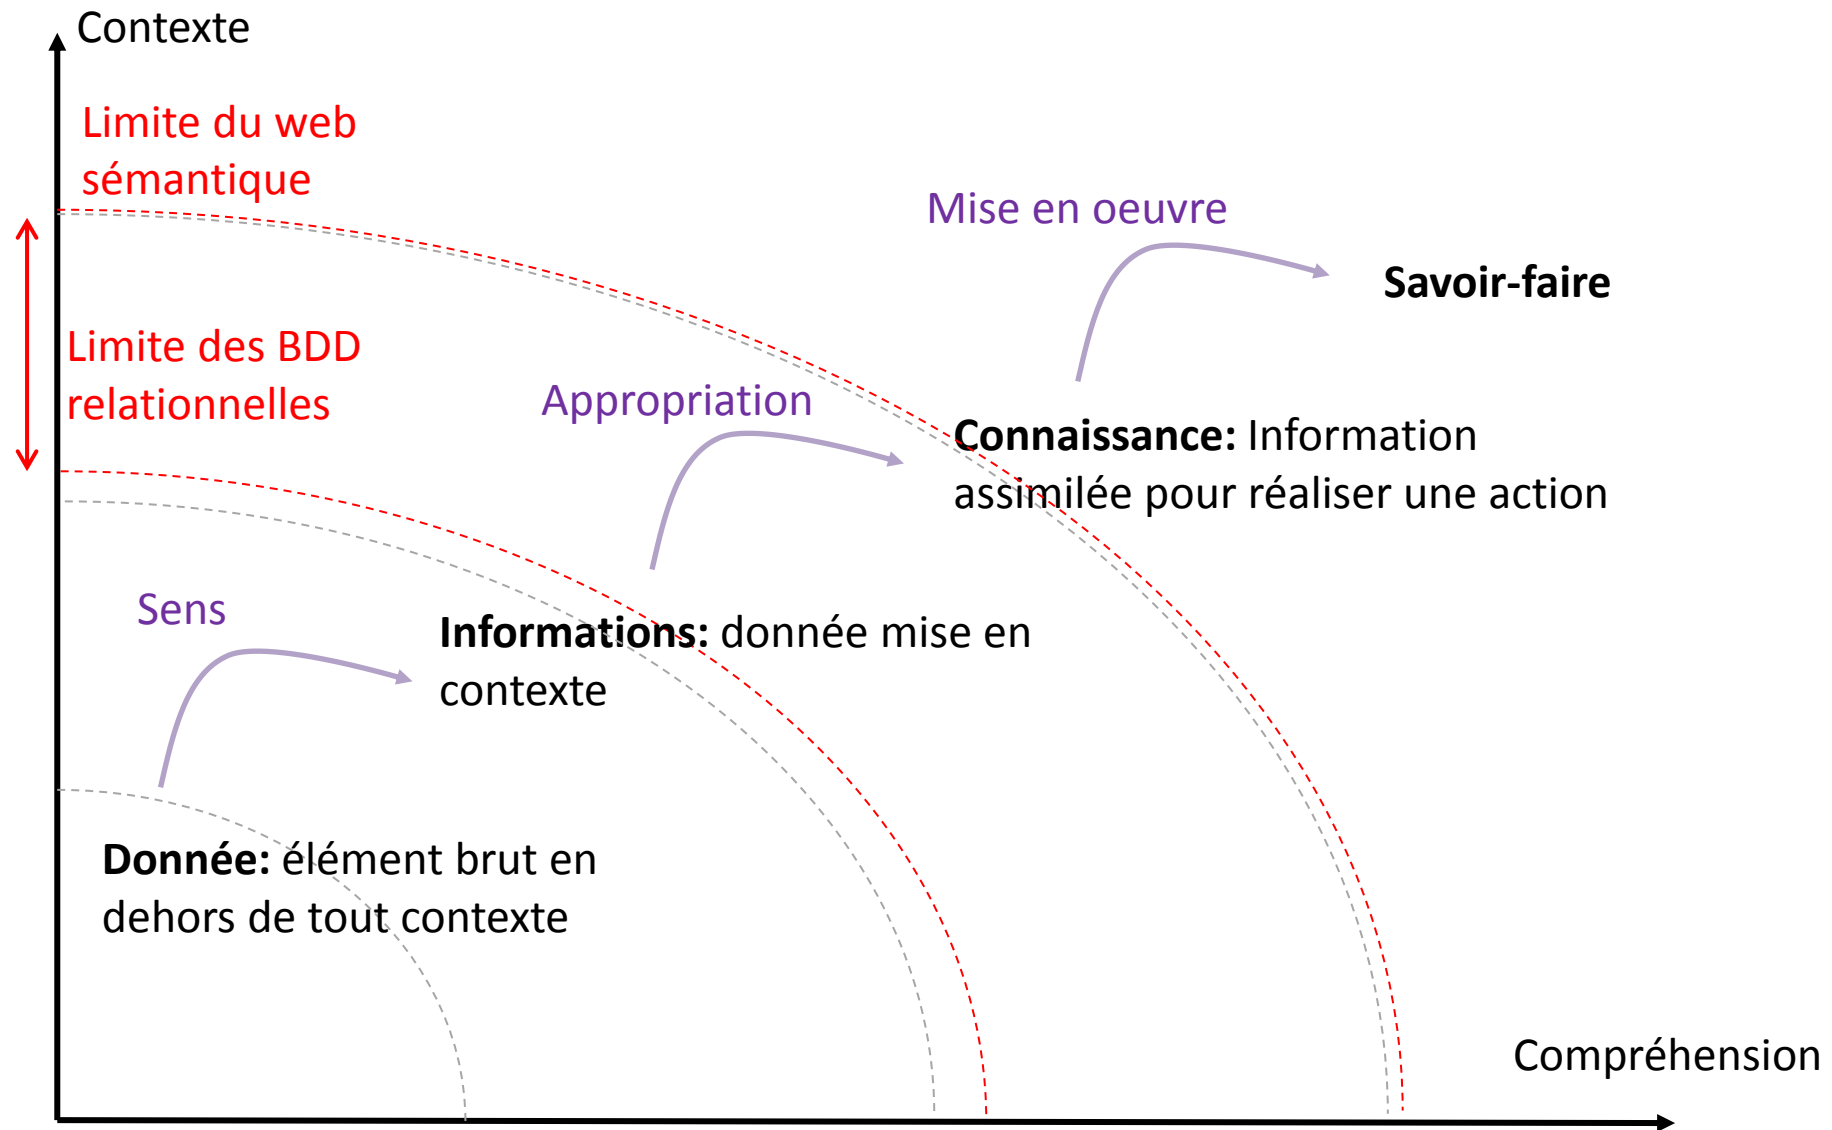 Contexte
Limite du web
sémantique
Mise en oeuvre
Savoir-faire
Limite des BDD
relationnelles
Appropriation
Connaissance: Information
assimilée pour réaliser une action
Sens
Informations: donnée mise en
contexte
Donnée: élément brut en
dehors de tout contexte
Compréhension